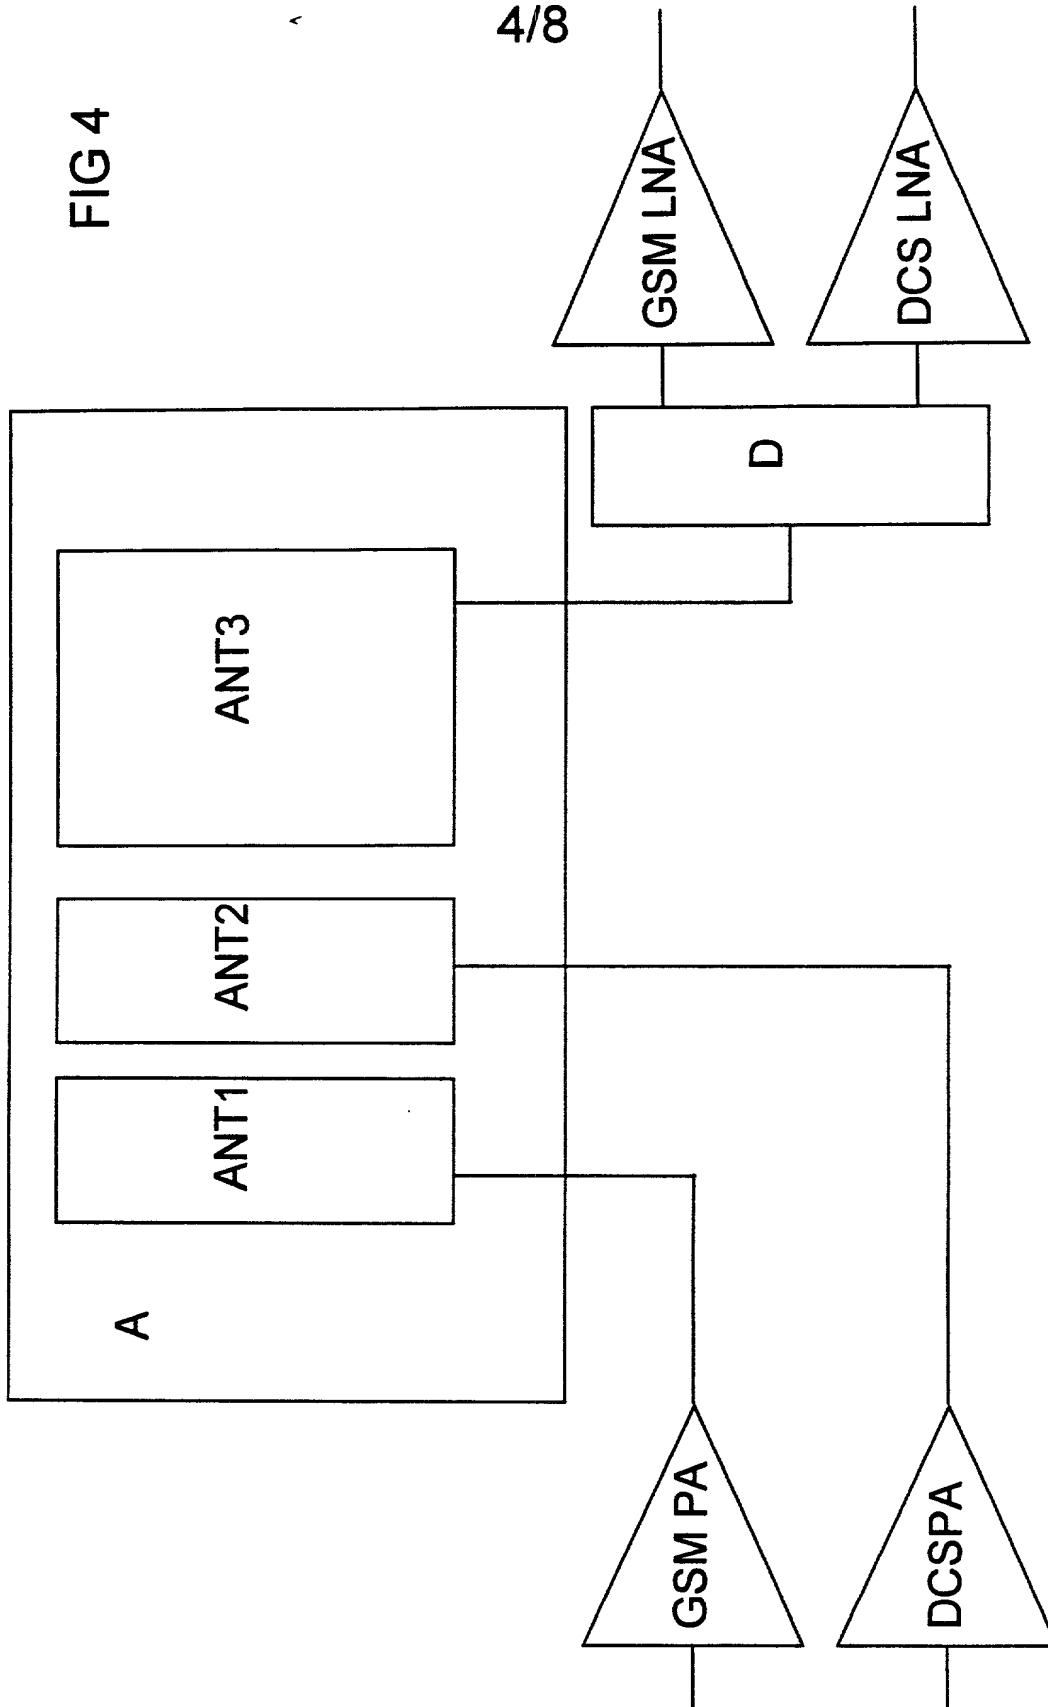 4/8
FIG 4
A
ANT1
ANT2
ANT3
GSM PA
DCSPA
D
GSM LNA
DCS LNA